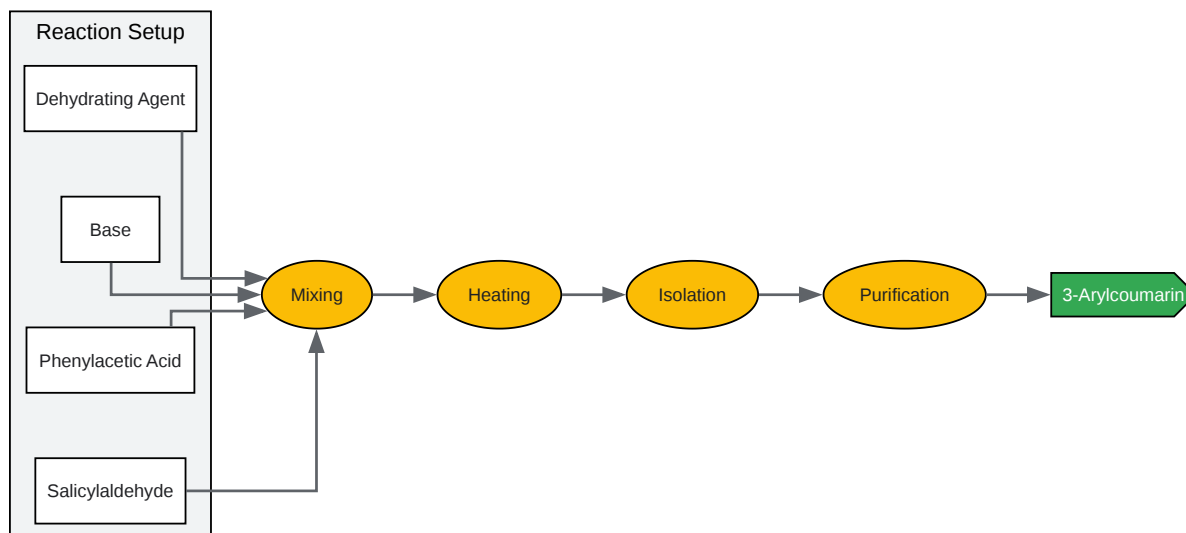 Reaction Setup
Dehydrating Agent
Base
Phenylacetic Acid
Salicylaldehyde
Mixing
Heating
Isolation
Purification
3-Arylcoumarin